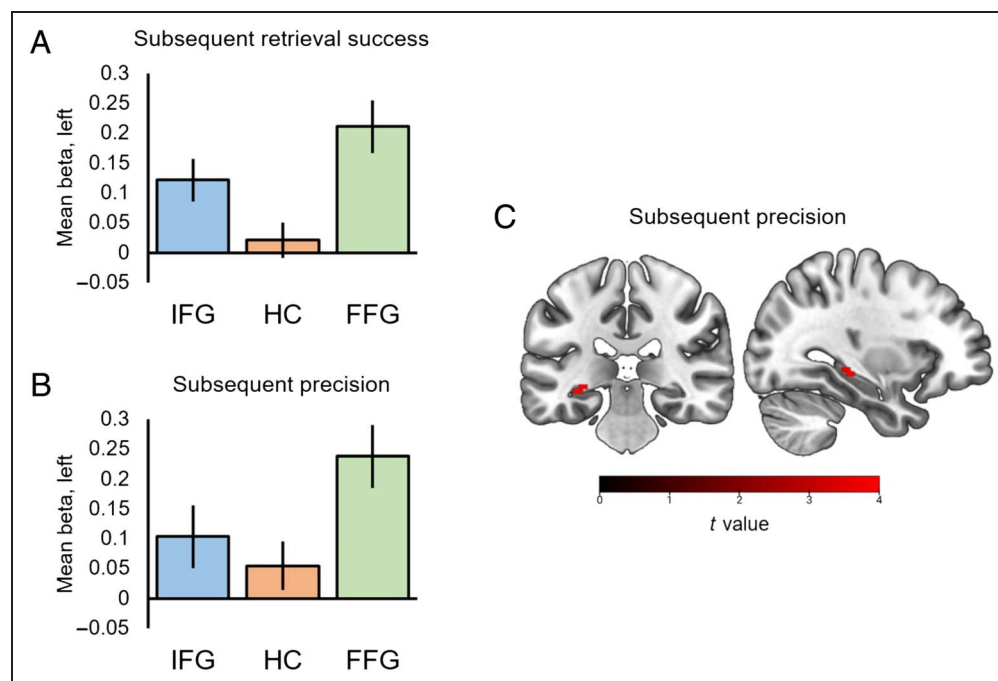 A
Subsequent retrieval success
0.3
0.25
0.2
0.15
0.1
0.05
0
−0.05
Mean beta, left
IFG HC FFG
B
Subsequent precision
0.3
0.25
0.2
0.15
0.1
0.05
0
−0.05
Mean beta, left
IFG HC FFG
C
Subsequent precision
0 1 2 3 4
t value